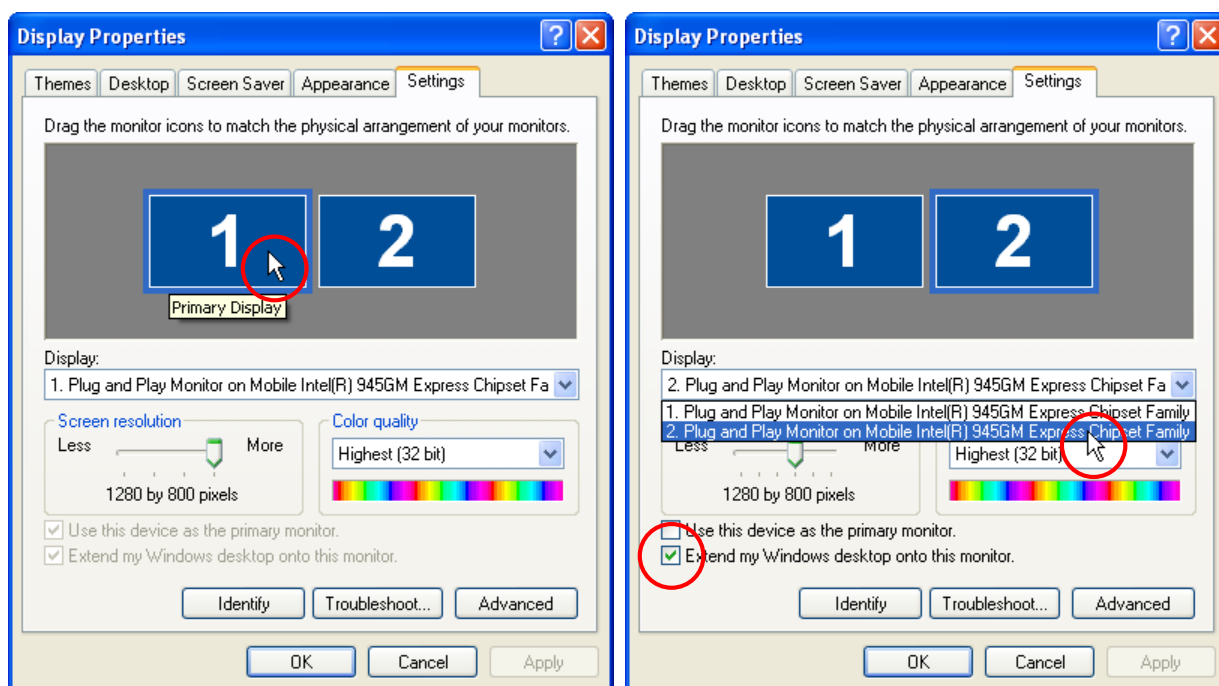 Display Properties
?
Themes Desktop Screen Saver Appearance Settings
Drag the monitor icons to match the physical arrangement of your monitors.
1 2
Primary Display
Display:
1. Plug and Play Monitor on Mobile Intel(R) 945GM Express Chipset Fa
Screen resolution Color quality
Less More
Highest (32 bit)
1280 by 800 pixels
Use this device as the primary monitor.
Extend my Windows desktop onto this monitor.
Identify Troubleshoot... Advanced
OK Cancel Apply
Display Properties
?
Themes Desktop Screen Saver Appearance Settings
Drag the monitor icons to match the physical arrangement of your monitors.
1 2
Display:
2. Plug and Play Monitor on Mobile Intel(R) 945GM Express Chipset Fa
1. Plug and Play Monitor on Mobile Intel(R) 945GM Express Chipset Family
2. Plug and Play Monitor on Mobile Intel(R) 945GM Express Chipset Family
Less More
Highest (32 bit)
1280 by 800 pixels
Use this device as the primary monitor.
Extend my Windows desktop onto this monitor.
Identify Troubleshoot... Advanced
OK Cancel Apply